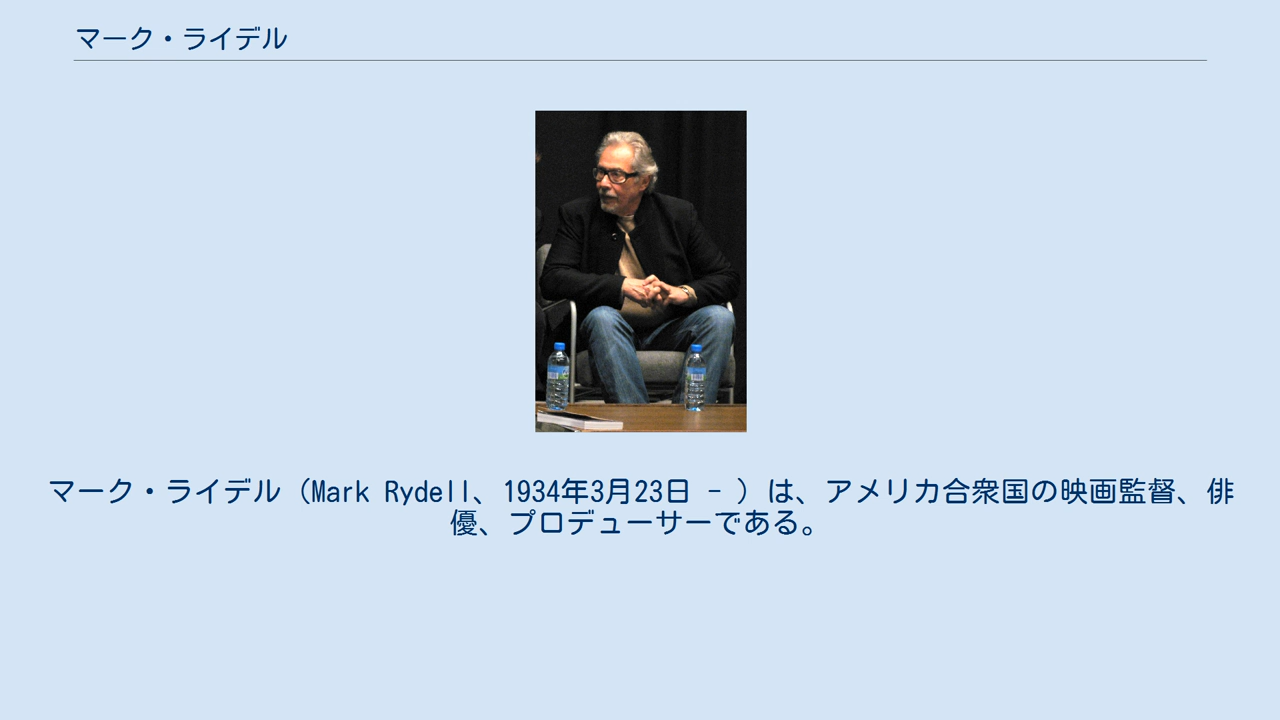 マーク・ライデル
マーク・ライデル（Mark Rydell、1934年3月23日 - ）は、アメリカ合衆国の映画監督、俳
優、プロデューサーである。